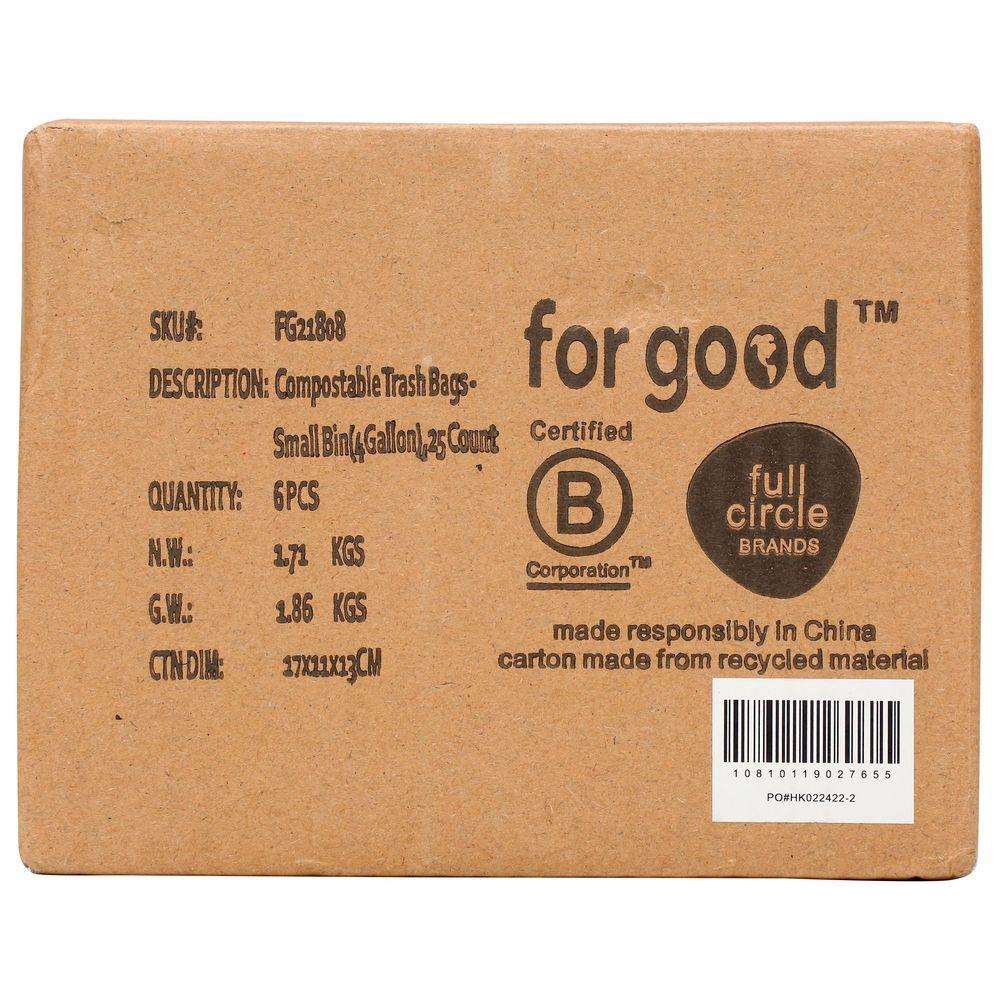 SKU#: FG21808
DESCRIPTION: Compostable Trash Bags-
Small Bin(4 Gallon),25 Count
QUANTITY: 6PCS
N.W.: 1.71 KGS
G.W.: 1.86 KGS
CTN-DIM: 17X11X13CM
for good™
Certified
B
Corporation™
full
circle
BRANDS
made responsibly in China
carton made from recycled material
10810119027655
PO#HK022422-2